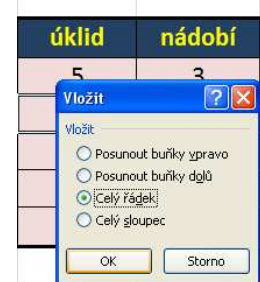 úklid nádobí
5 3
Vložit
Vložit
Posunout buňky vpravo
Posunout buňky dolů
Celý řádek
Celý sloupec
OK Storno